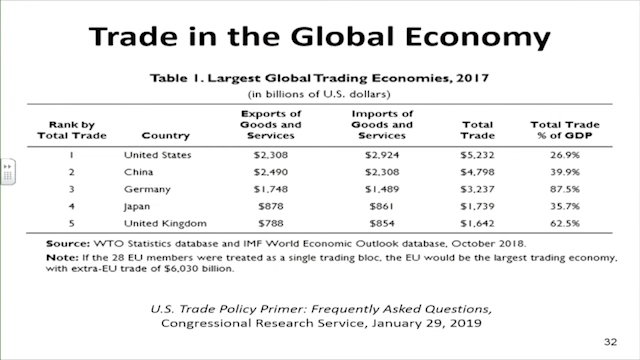 Trade in the Global Economy
Table 1. Largest Global Trading Economies, 2017
(in billions of U.S. dollars)
Rank by Total Trade Country Exports of Goods and Services Imports of Goods and Services Total Trade Total Trade % of GDP
1 United States $2,308 $2,924 $5,232 26.9%
2 China $2,490 $2,308 $4,798 39.9%
3 Germany $1,748 $1,489 $3,237 87.5%
4 Japan $878 $861 $1,739 35.7%
5 United Kingdom $788 $854 $1,642 62.5%
Source: WTO Statistics database and IMF World Economic Outlook database, October 2018.
Note: If the 28 EU members were treated as a single trading bloc, the EU would be the largest trading economy,
with extra-EU trade of $6,030 billion.
U.S. Trade Policy Primer: Frequently Asked Questions,
Congressional Research Service, January 29, 2019
32